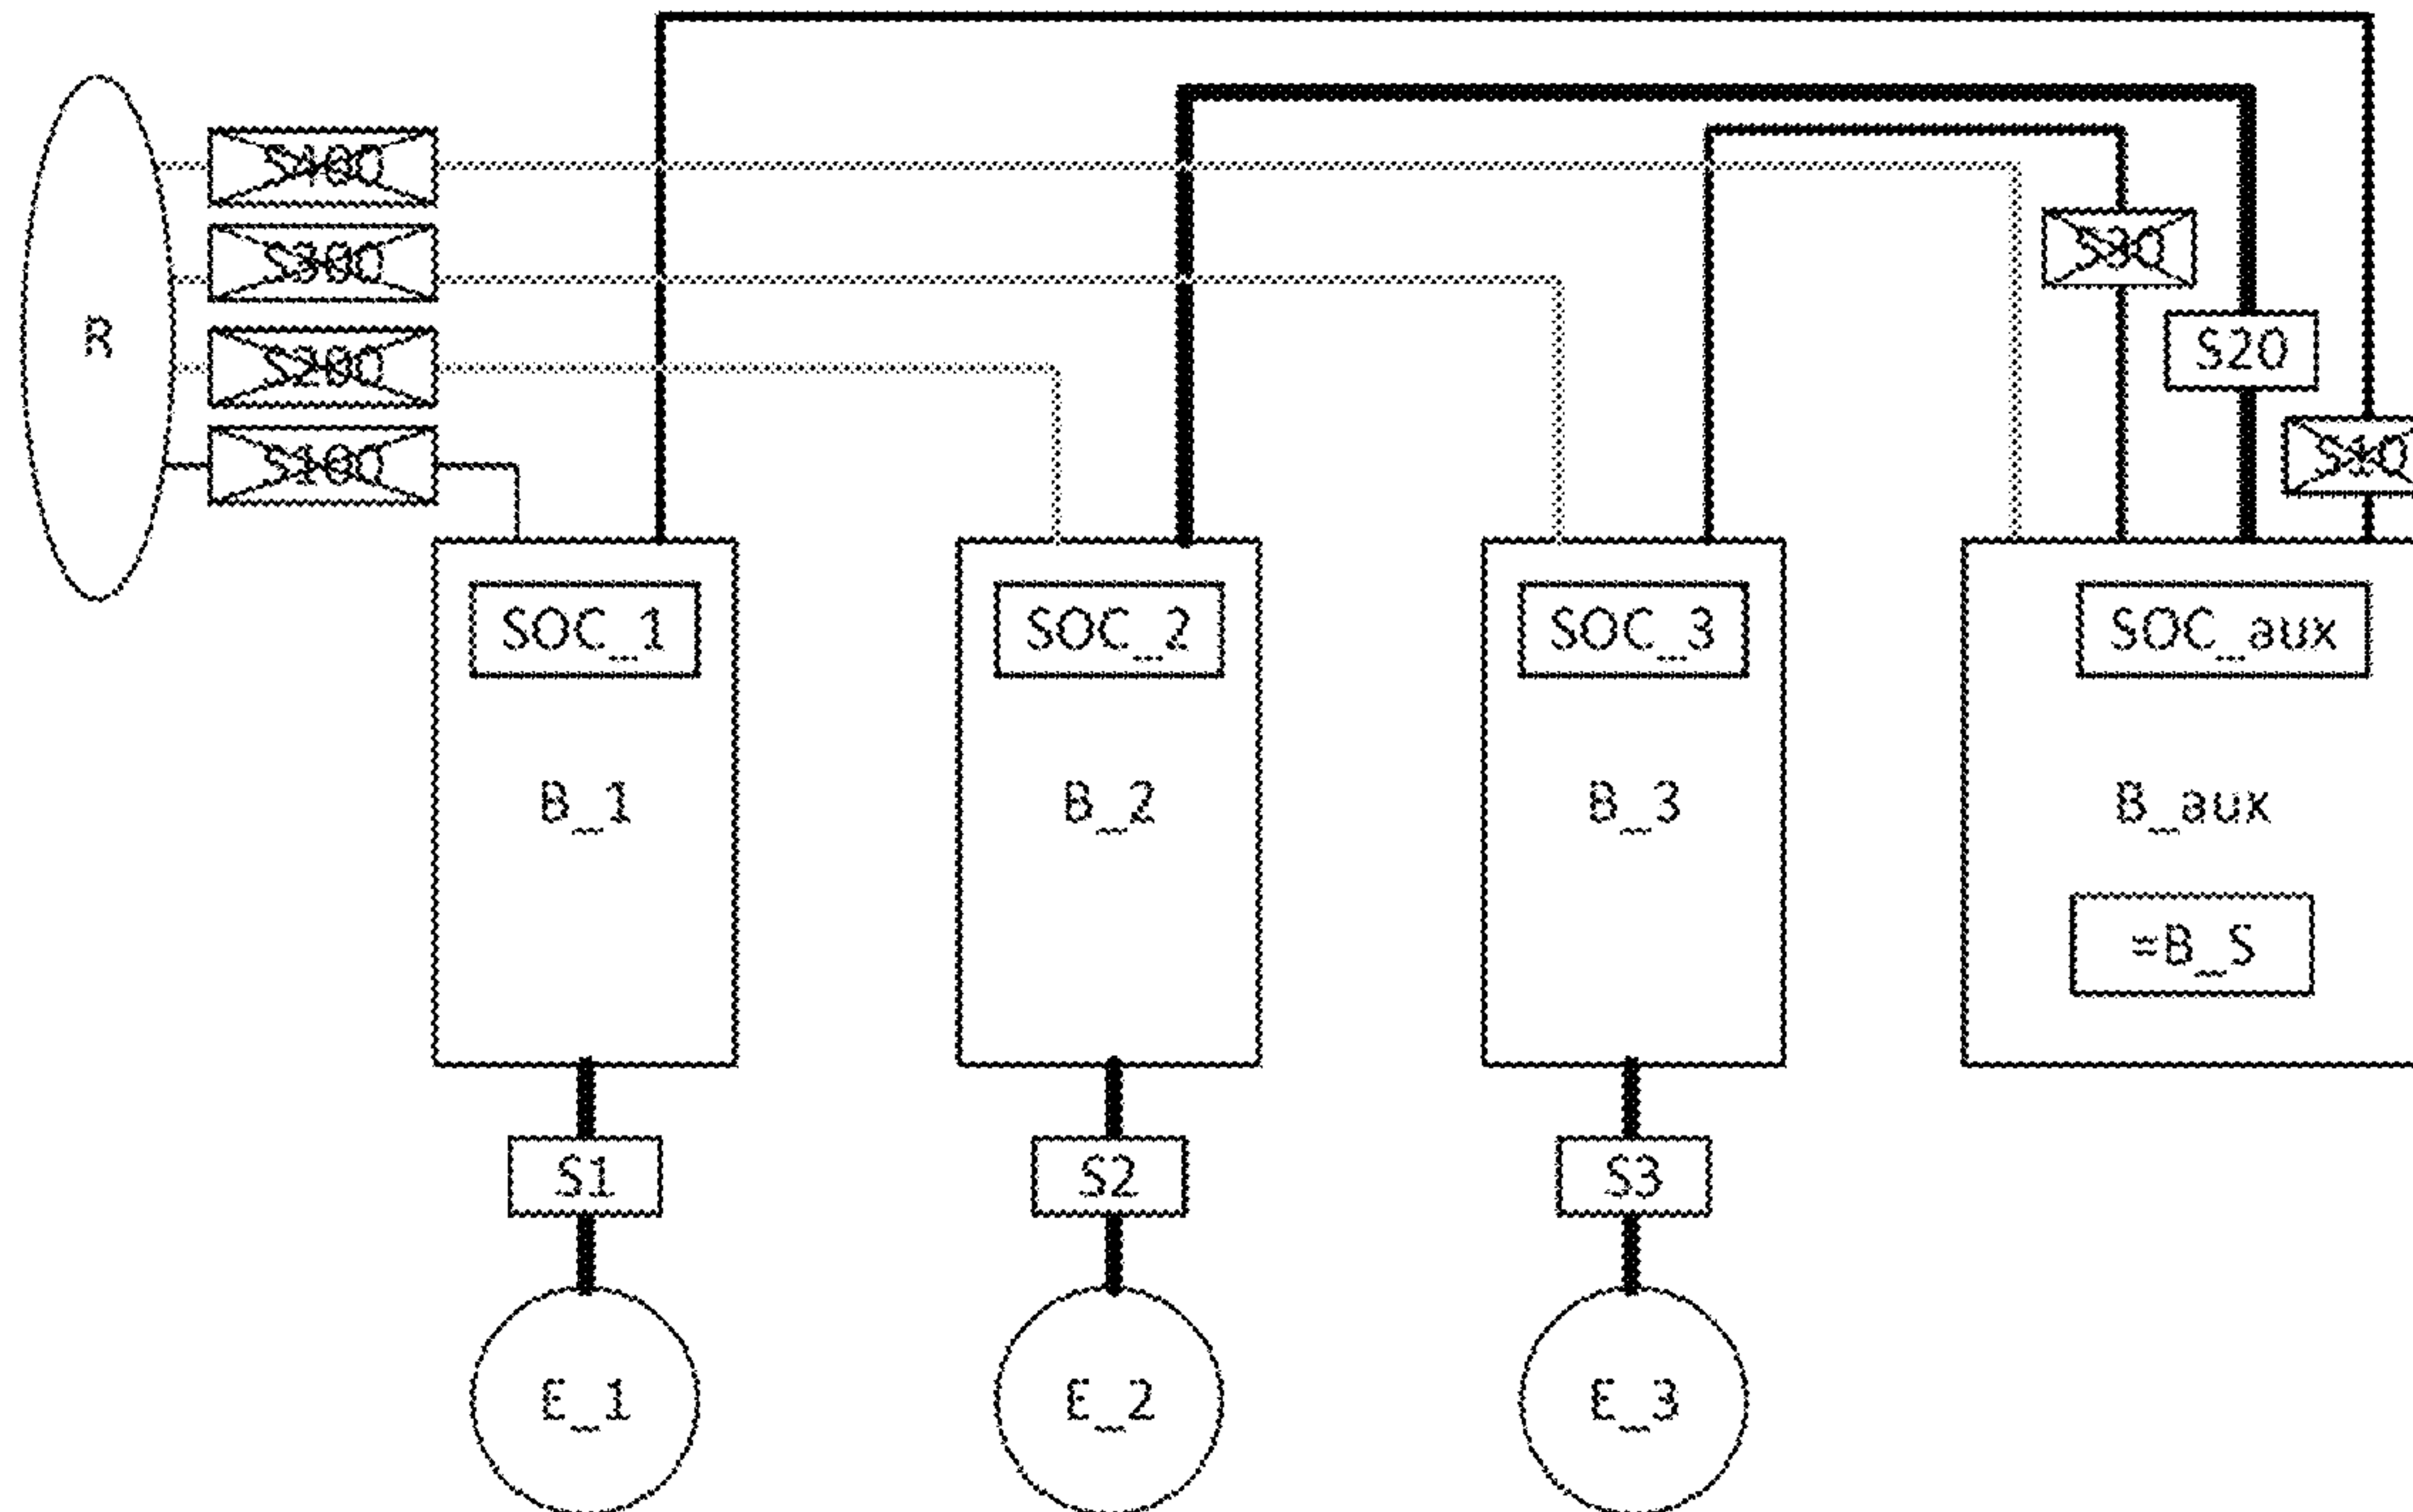 S400
S300
R
S200
S100
S30
S20
S10
SOC_1
SOC_2
SOC_3
SOC_aux
B_1
B_2
B_3
B_aux
=B_S
S1
S2
S3
E_1
E_2
E_3